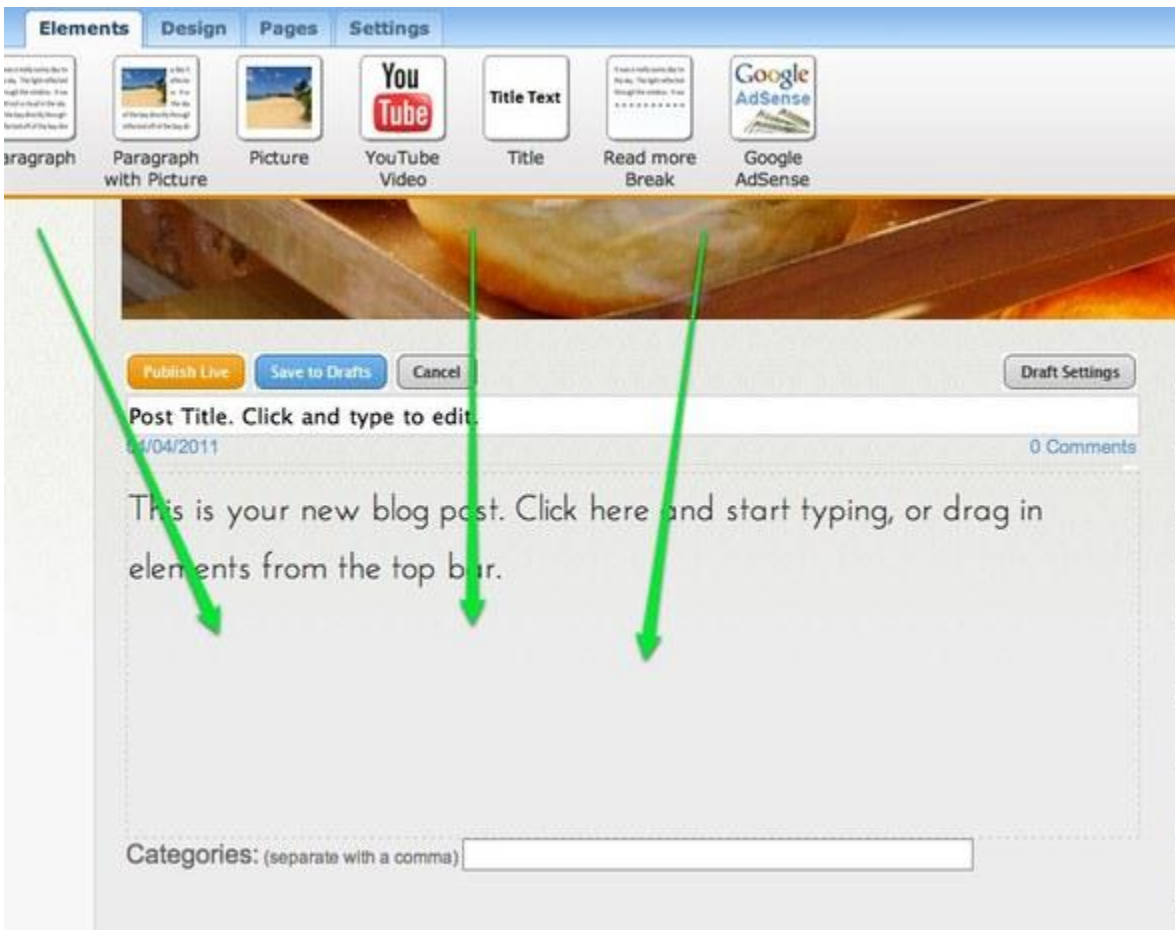 Elements Design Pages Settings
You
Tube
Title Text
Google
AdSense
Paragraph Picture YouTube Title Read more Google
with Picture Video Break AdSense
Publish Live Save to Drafts Cancel Draft Settings
Post Title. Click and type to edit.
/04/2011 0 Comments
This is your new blog post. Click here and start typing, or drag in
elements from the top bar.
Categories: (separate with a comma)